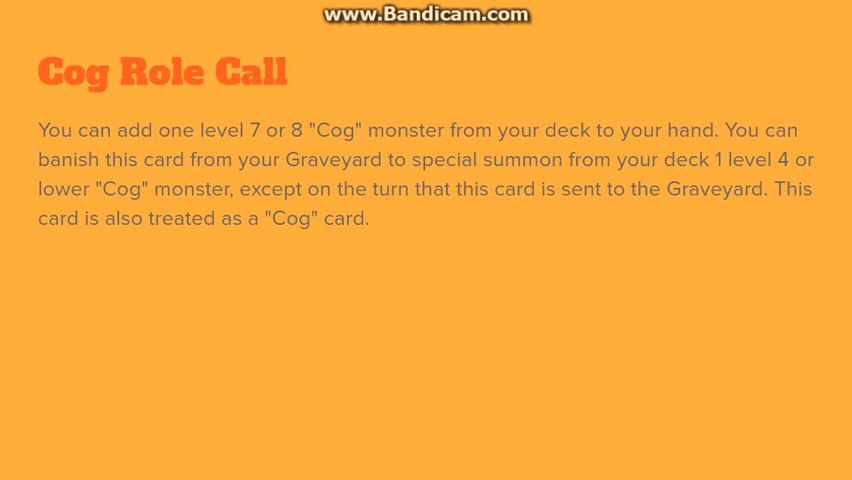 www.Bandicam.com
Cog Role Call
You can add one level 7 or 8 "Cog" monster from your deck to your hand. You can
banish this card from your Graveyard to special summon from your deck 1 level 4 or
lower "Cog" monster, except on the turn that this card is sent to the Graveyard. This
card is also treated as a "Cog" card.